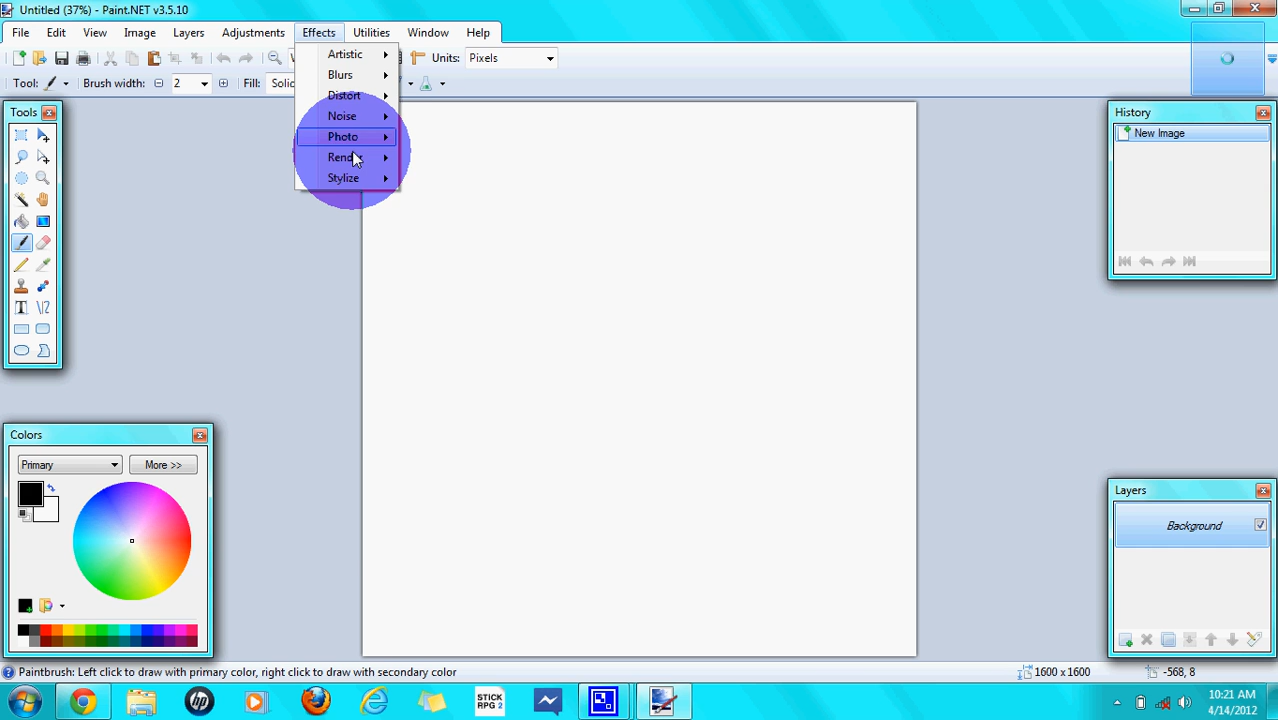 Untitled (37%) - Paint.NET v3.5.10
File Edit View Image Layers Adjustments Effects Utilities Window Help
Units: Pixels
Tool: Brush width: 2 Fill:
Artistic
Blurs
Distort
Noise
Photo
Render
Stylize
Tools
History
New Image
Colors
Primary More >>
Layers
Background
Paintbrush: Left click to draw with primary color, right click to draw with secondary color
1600 x 1600
-568, 8
STICK
RPG 2
10:21 AM
4/14/2012